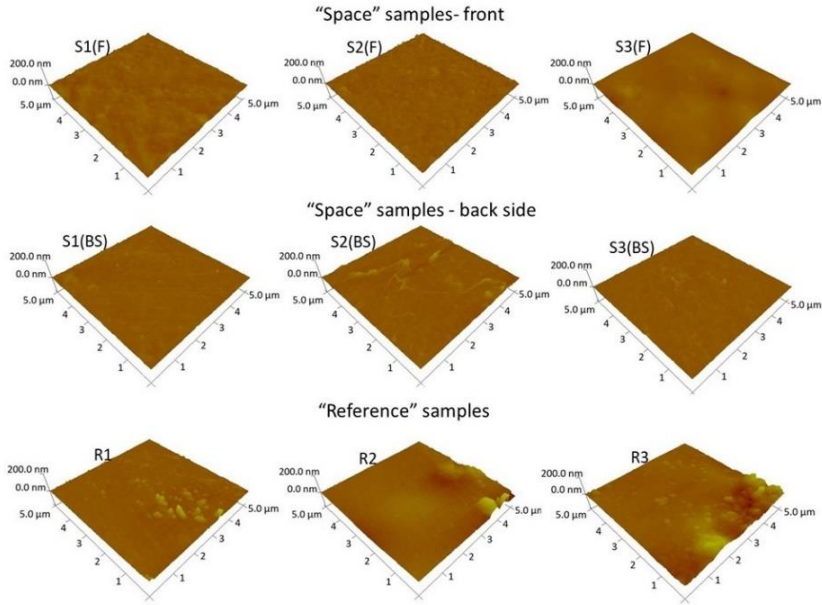 “Space” samples- front
S1(F)
200.0 nm
0.0 nm
5.0 µm
4
3
2
1
1
2
3
4
5.0 µm
S2(F)
200.0 nm
0.0 nm
5.0 µm
4
3
2
1
1
2
3
4
5.0 µm
S3(F)
200.0 nm
0.0 nm
5.0 µm
4
3
2
1
1
2
3
4
5.0 µm
“Space” samples - back side
S1(BS)
200.0 nm
0.0 nm
5.0 µm
4
3
2
1
1
2
3
4
5.0 µm
S2(BS)
200.0 nm
0.0 nm
5.0 µm
4
3
2
1
1
2
3
4
5.0 µm
S3(BS)
200.0 nm
0.0 nm
5.0 µm
4
3
2
1
1
2
3
4
5.0 µm
“Reference” samples
R1
200.0 nm
0.0 nm
5.0 µm
4
3
2
1
1
2
3
4
5.0 µm
R2
200.0 nm
0.0 nm
5.0 µm
4
3
2
1
1
2
3
4
5.0 µm
R3
200.0 nm
0.0 nm
5.0 µm
4
3
2
1
1
2
3
4
5.0 µm